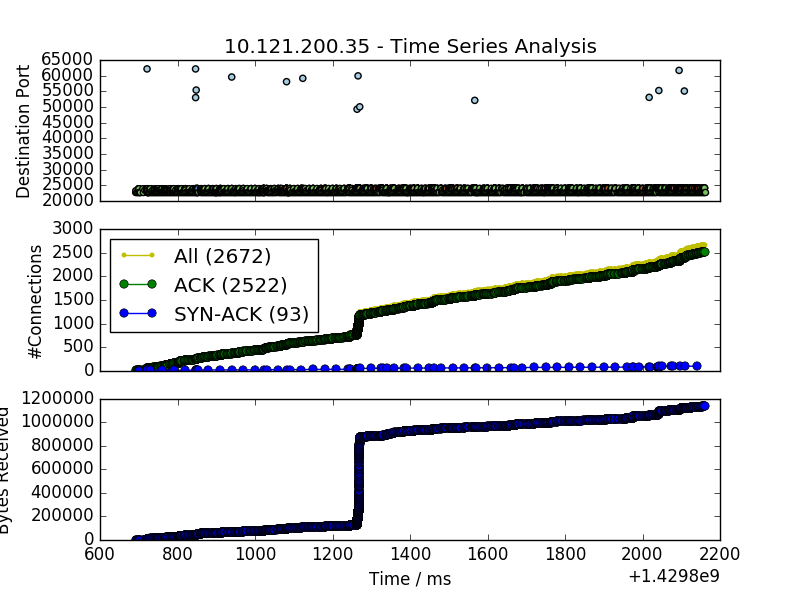 10.121.200.35 - Time Series Analysis
65000
60000
55000
50000
45000
40000
35000
30000
25000
20000
Destination Port
3000
2500
2000
1500
1000
500
0
#Connections
All (2672)
ACK (2522)
SYN-ACK (93)
1200000
1000000
800000
600000
400000
200000
0
Bytes Received
600 800 1000 1200 1400 1600 1800 2000 2200
Time / ms
+1.4298e9